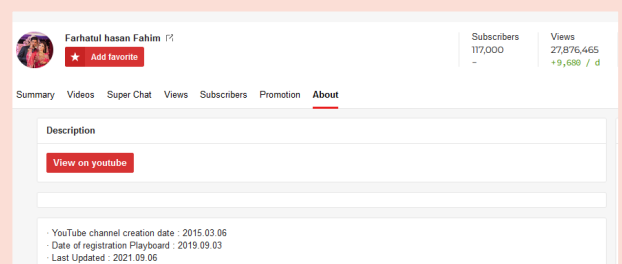 Farhatul hasan Fahim
Add favorite
Subscribers
117,000
-
Views
27,876,465
+9,680 / d
Summary Videos Super Chat Views Subscribers Promotion About
Description
View on youtube
· YouTube channel creation date : 2015.03.06
· Date of registration Playboard : 2019.09.03
· Last Updated : 2021.09.06